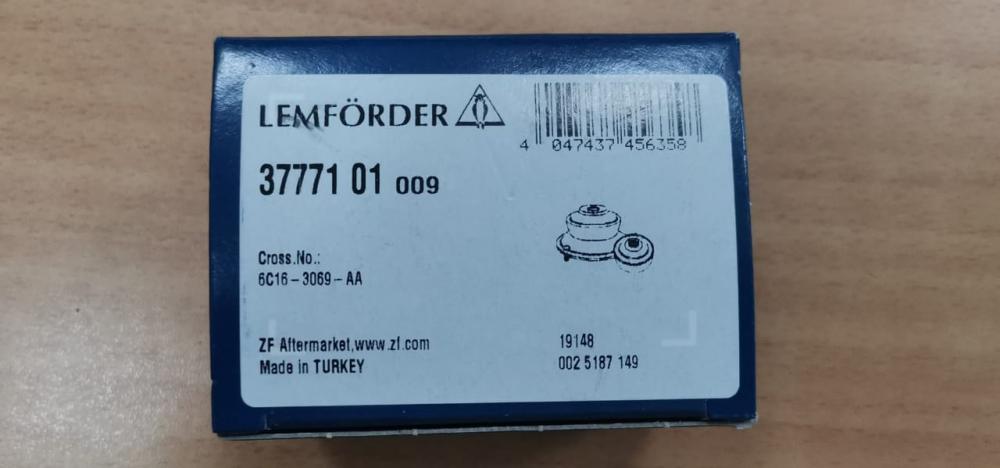 LEMFÖRDER
4 047437 456358
37771 01 009
Cross.No.:
6C16-3069-AA
ZF Aftermarket,www.zf.com
Made in TURKEY
19148
002 5187 149